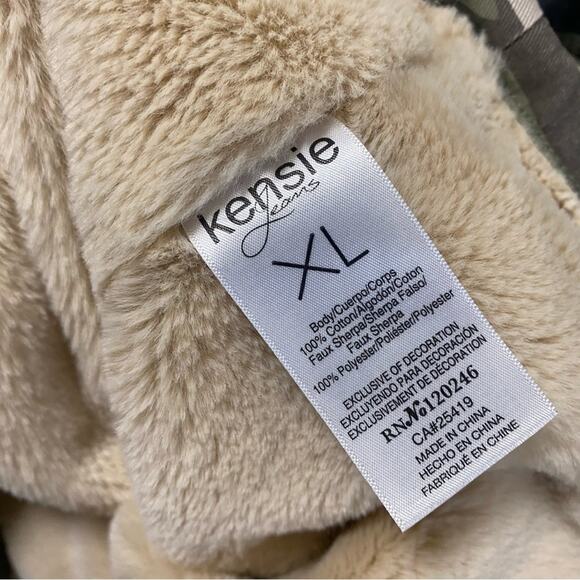 kensie
Jeans
XL
Body/Cuerpo/Corps
100% Cotton/Algodón/Coton
Faux Sherpa/Sherpa Falso/
Faux Sherpa
100% Polyester/Poliéster/Polyester
EXCLUSIVE OF DECORATION
EXCLUYENDO PARA DECORACIÓN
EXCLUSIVEMENT DE DÉCORATION
RN№120246
CA#25419
MADE IN CHINA
HECHO EN CHINA
FABRIQUÉ EN CHINE